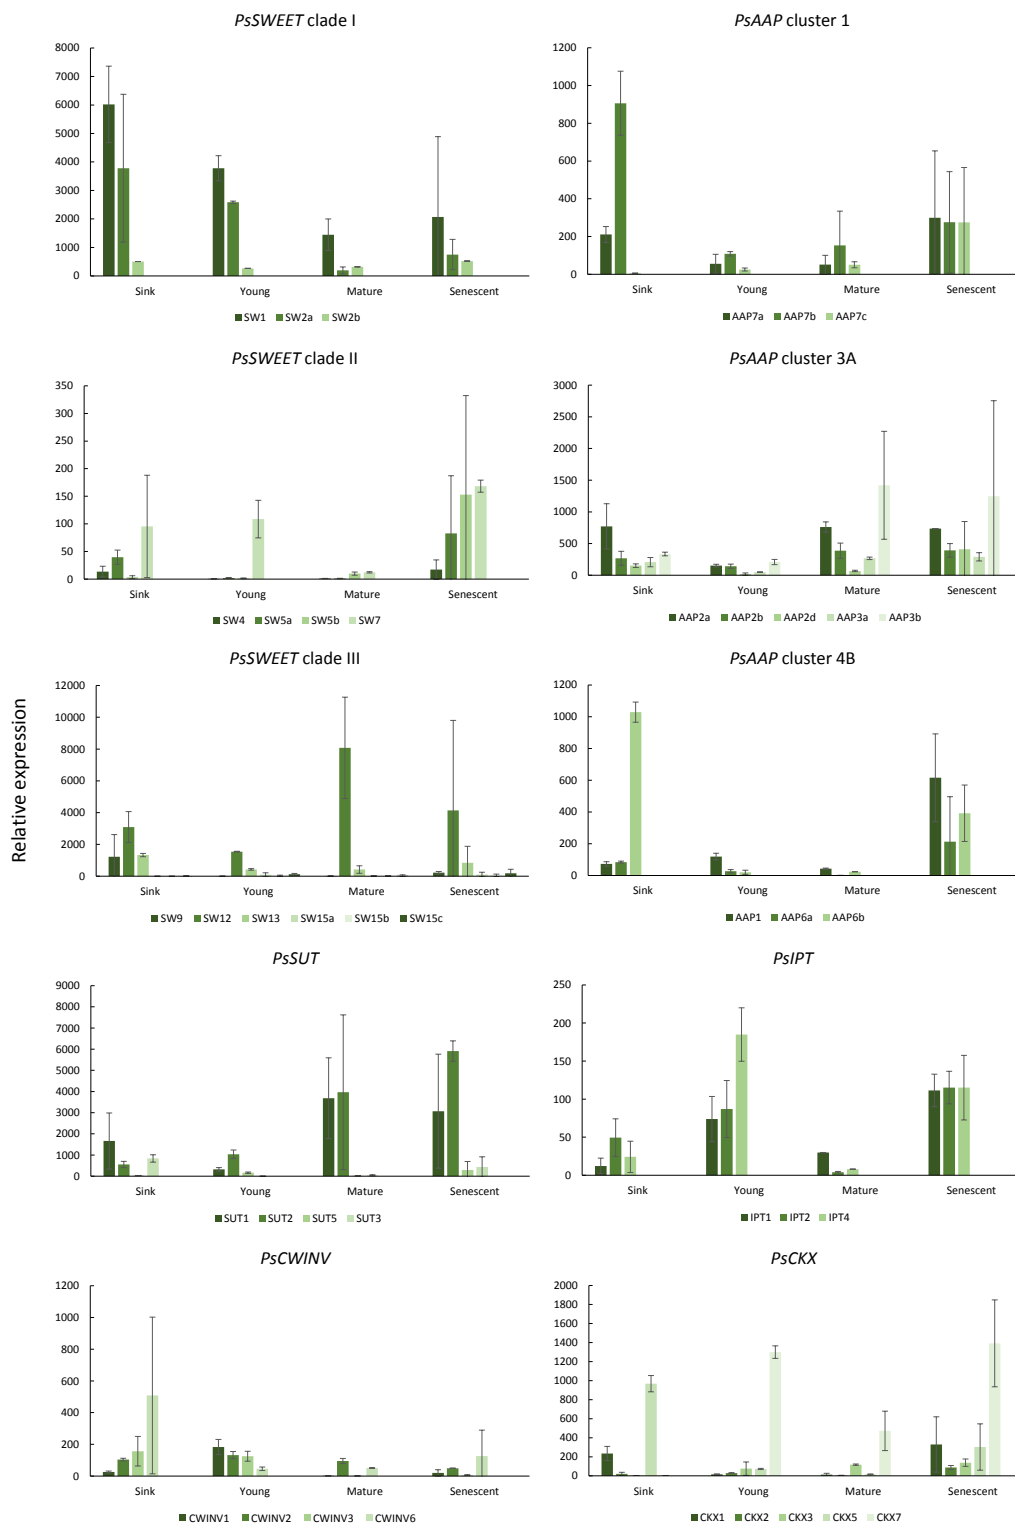 PsSWEET clade I
8000
7000
6000
5000
4000
3000
2000
1000
0
Sink Young Mature Senescent
SW1 SW2a SW2b
PsAAP cluster 1
1200
1000
800
600
400
200
0
Sink Young Mature Senescent
AAP7a AAP7b AAP7c
PsSWEET clade II
350
300
250
200
150
100
50
0
Sink Young Mature Senescent
SW4 SW5a SW5b SW7
PsAAP cluster 3A
3000
2500
2000
1500
1000
500
0
Sink Young Mature Senescent
AAP2a AAP2b AAP2d AAP3a AAP3b
Relative expression
PsSWEET clade III
12000
10000
8000
6000
4000
2000
0
Sink Young Mature Senescent
SW9 SW12 SW13 SW15a SW15b SW15c
PsAAP cluster 4B
1200
1000
800
600
400
200
0
Sink Young Mature Senescent
AAP1 AAP6a AAP6b
PsSUT
9000
8000
7000
6000
5000
4000
3000
2000
1000
0
Sink Young Mature Senescent
SUT1 SUT2 SUT5 SUT3
PsIPT
250
200
150
100
50
0
Sink Young Mature Senescent
IPT1 IPT2 IPT4
PsCWINV
1200
1000
800
600
400
200
0
Sink Young Mature Senescent
CWINV1 CWINV2 CWINV3 CWINV6
PsCKX
2000
1800
1600
1400
1200
1000
800
600
400
200
0
Sink Young Mature Senescent
CKX1 CKX2 CKX3 CKX5 CKX7